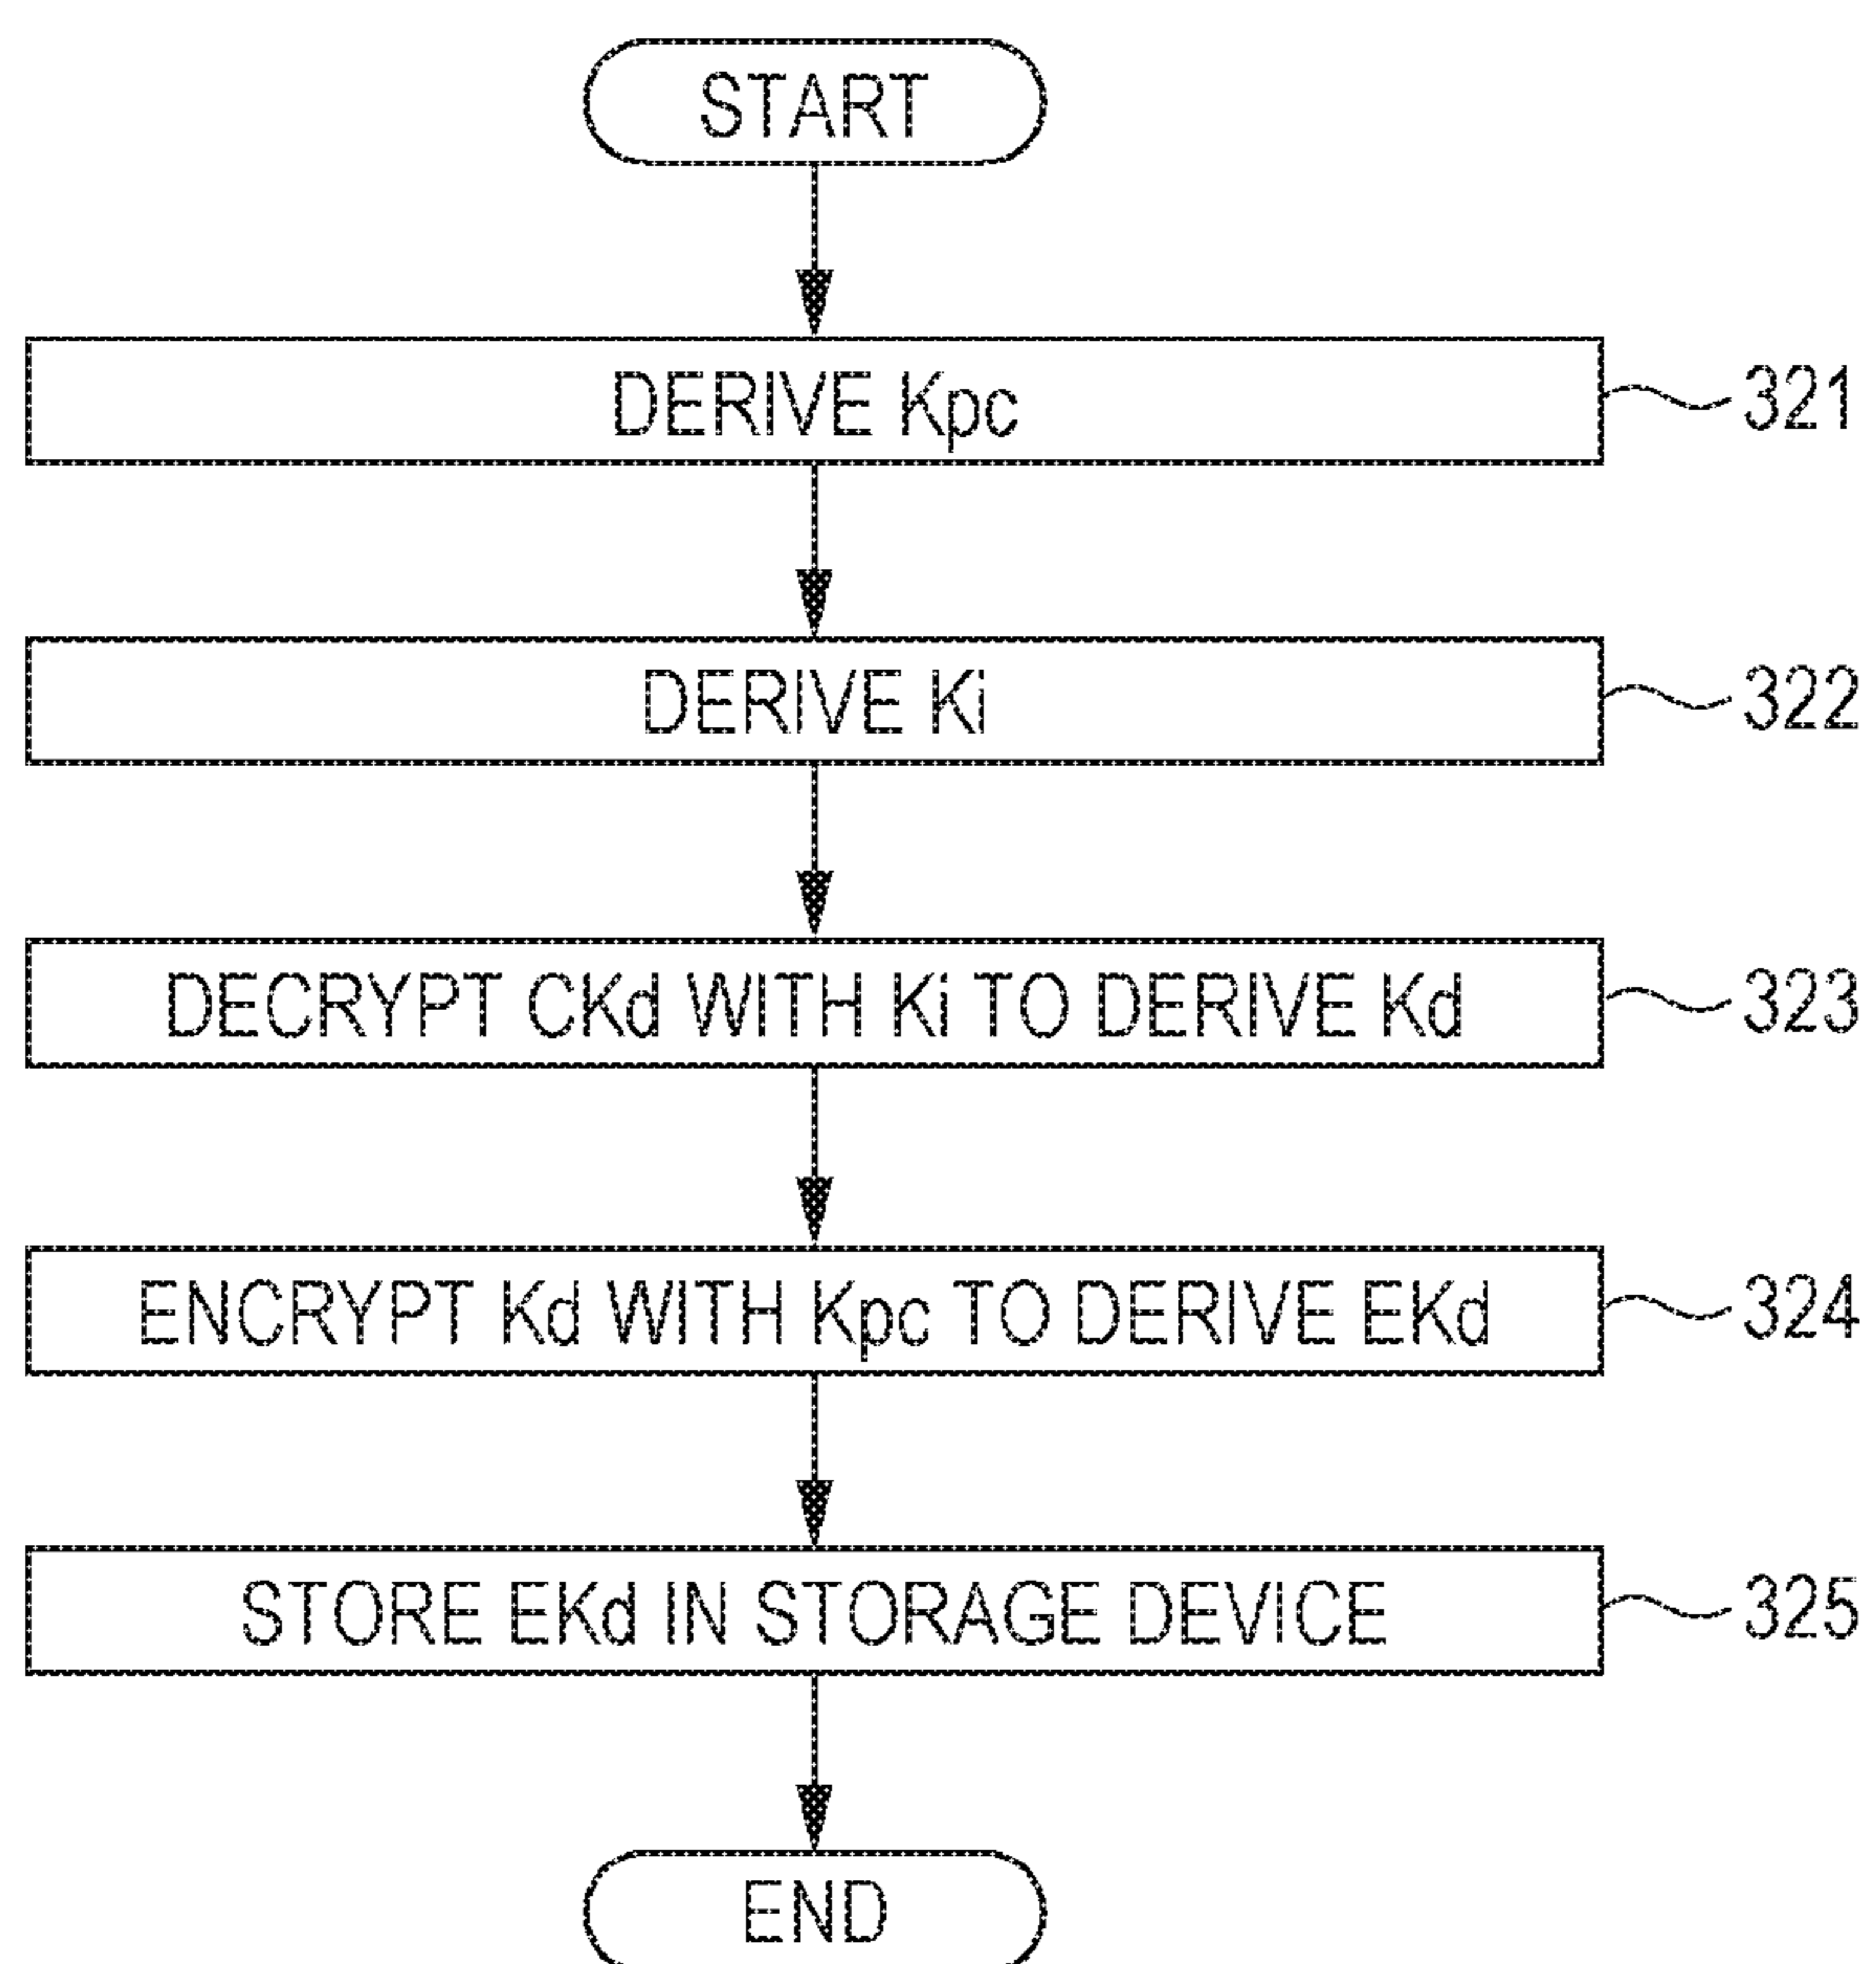 START
DERIVE Kpc
321
DERIVE Ki
322
DECRYPT CKd WITH Ki TO DERIVE Kd
323
ENCRYPT Kd WITH Kpc TO DERIVE EKd
324
STORE EKd IN STORAGE DEVICE
325
END